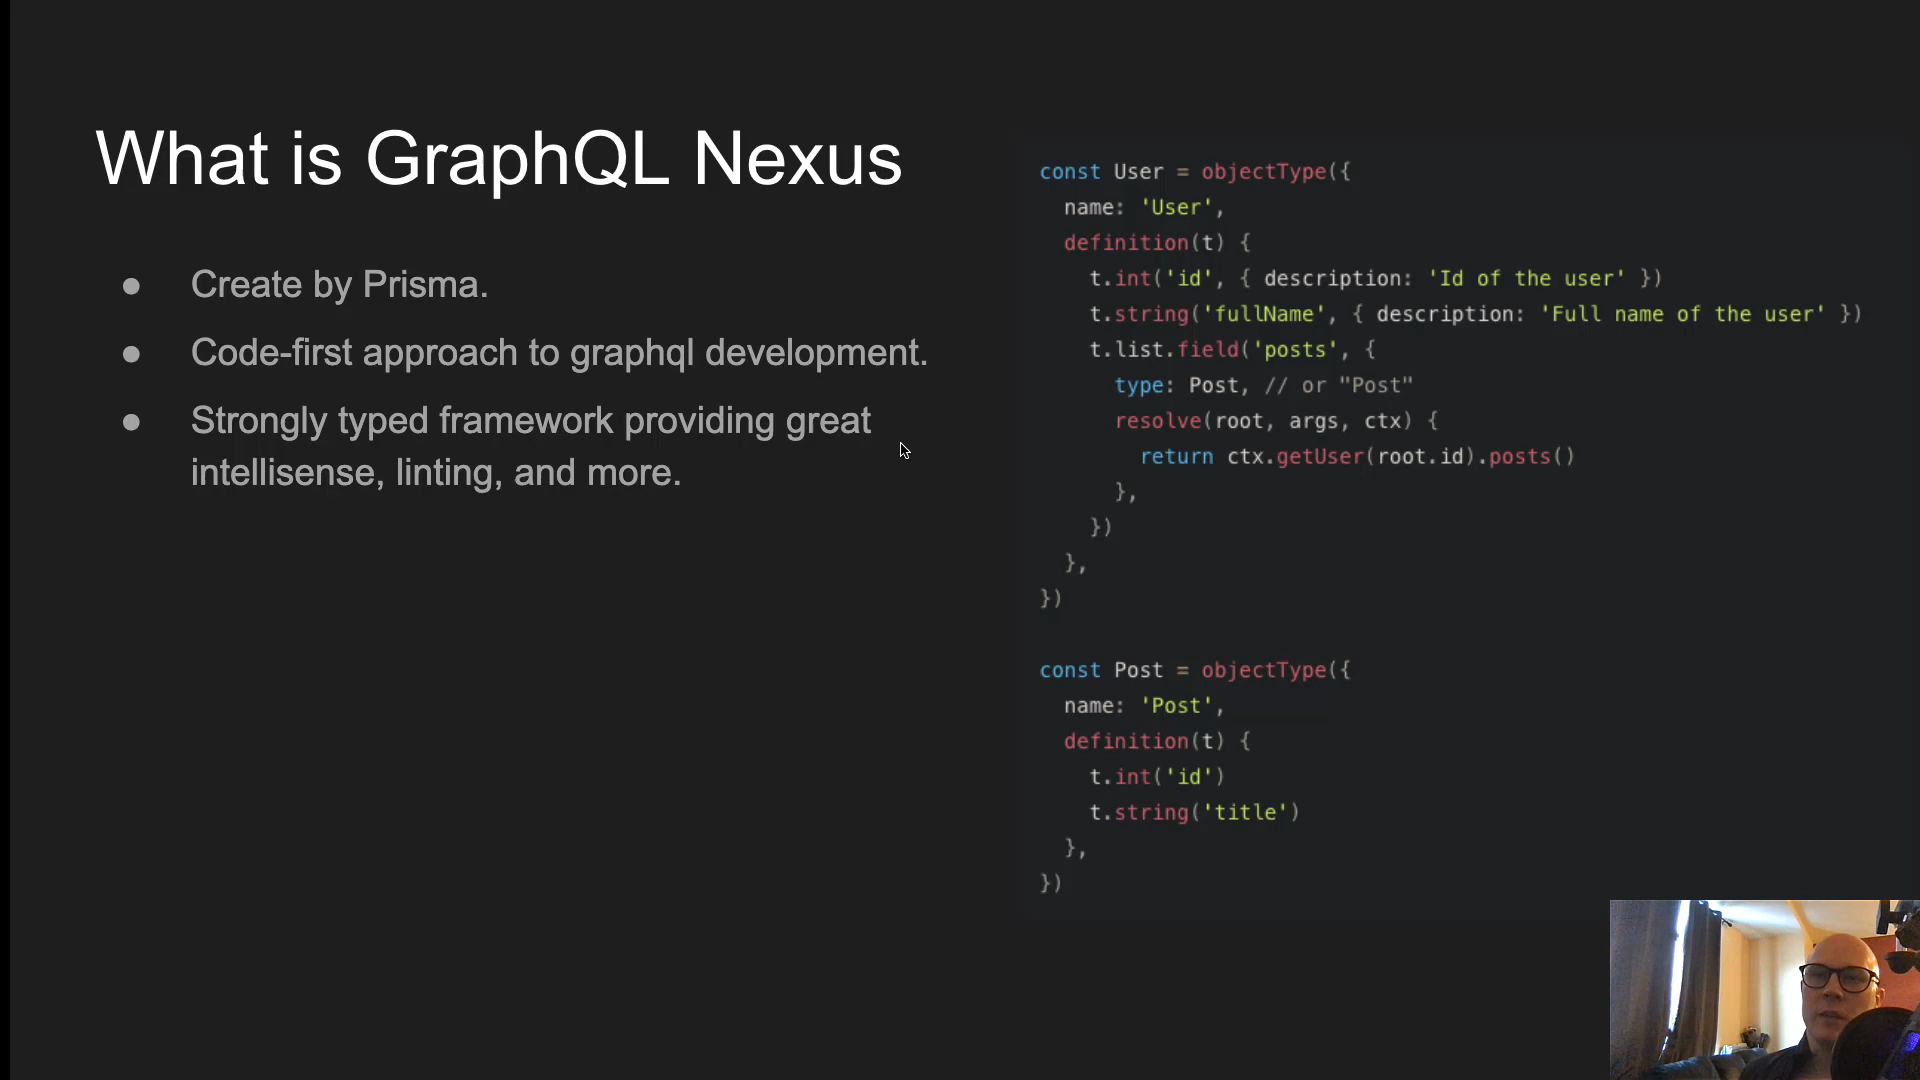 What is GraphQL Nexus
● Create by Prisma.
● Code-first approach to graphql development.
● Strongly typed framework providing great
intellisense, linting, and more.
const User = objectType({
  name: 'User',
  definition(t) {
    t.int('id', { description: 'Id of the user' })
    t.string('fullName', { description: 'Full name of the user' })
    t.list.field('posts', {
      type: Post, // or "Post"
      resolve(root, args, ctx) {
        return ctx.getUser(root.id).posts()
      },
    })
  },
})
const Post = objectType({
  name: 'Post',
  definition(t) {
    t.int('id')
    t.string('title')
  },
})